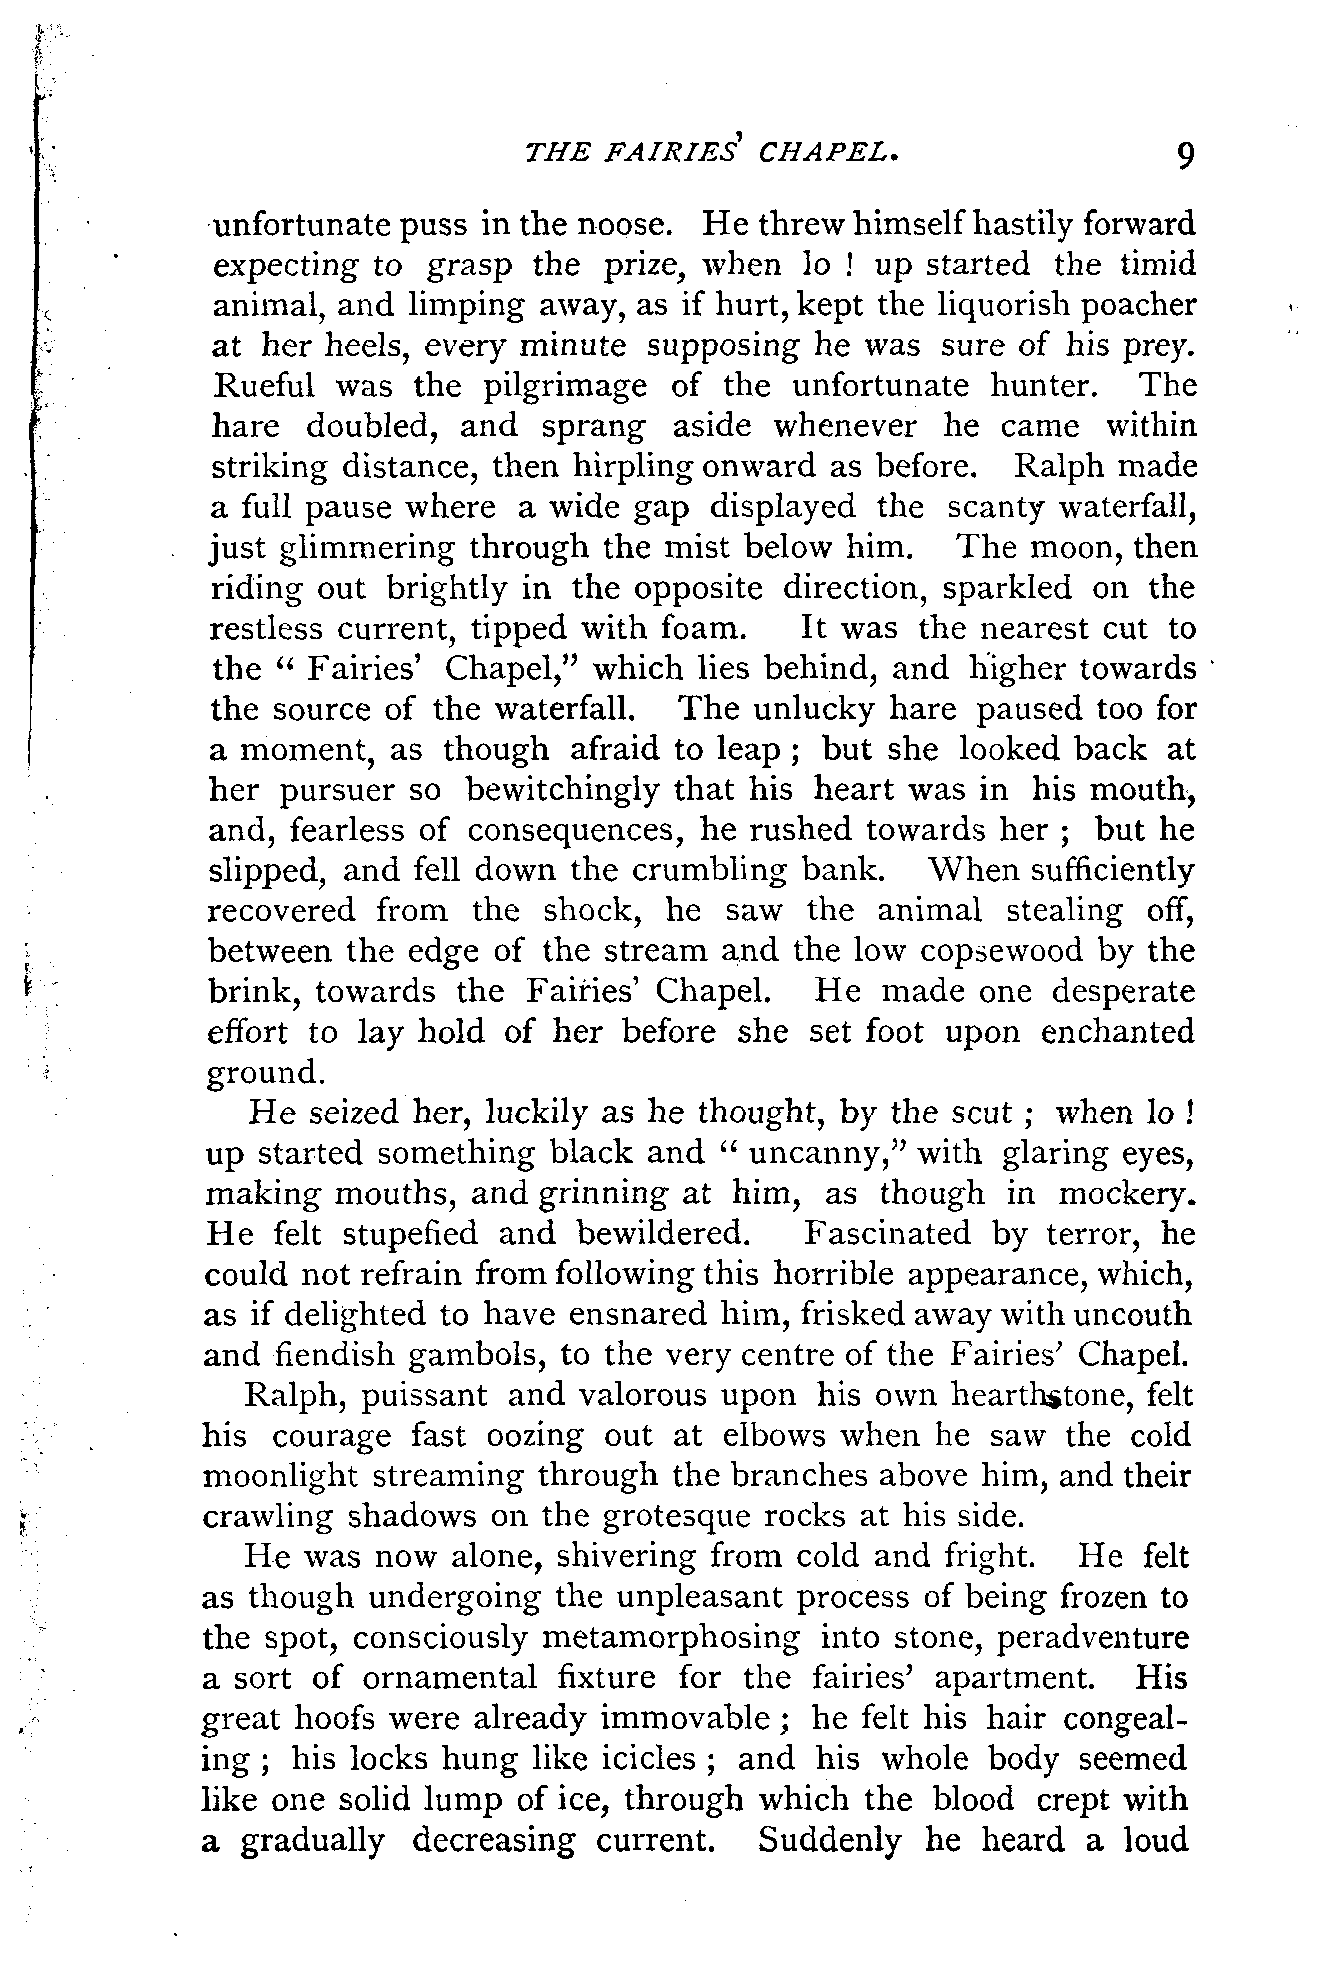 THE FAIRIES' CHAPEL. 9
unfortunate puss in the noose. He threw himself hastily forward
expecting to grasp the prize, when lo ! up started the timid
animal, and limping away, as if hurt, kept the liquorish poacher
at her heels, every minute supposing he was sure of his prey.
Rueful was the pilgrimage of the unfortunate hunter. The
hare doubled, and sprang aside whenever he came within
striking distance, then hirpling onward as before. Ralph made
a full pause where a wide gap displayed the scanty waterfall,
just glimmering through the mist below him. The moon, then
riding out brightly in the opposite direction, sparkled on the
restless current, tipped with foam. It was the nearest cut to
the “ Fairies’ Chapel,” which lies behind, and higher towards
the source of the waterfall. The unlucky hare paused too for
a moment, as though afraid to leap ; but she looked back at
her pursuer so bewitchingly that his heart was in his mouth,
and, fearless of consequences, he rushed towards her ; but he
slipped, and fell down the crumbling bank. When sufficiently
recovered from the shock, he saw the animal stealing off,
between the edge of the stream and the low copsewood by the
brink, towards the Fairies’ Chapel. He made one desperate
effort to lay hold of her before she set foot upon enchanted
ground.
He seized her, luckily as he thought, by the scut ; when lo !
up started something black and “ uncanny,” with glaring eyes,
making mouths, and grinning at him, as though in mockery.
He felt stupefied and bewildered. Fascinated by terror, he
could not refrain from following this horrible appearance, which,
as if delighted to have ensnared him, frisked away with uncouth
and fiendish gambols, to the very centre of the Fairies’ Chapel.
Ralph, puissant and valorous upon his own hearthstone, felt
his courage fast oozing out at elbows when he saw the cold
moonlight streaming through the branches above him, and their
crawling shadows on the grotesque rocks at his side.
He was now alone, shivering from cold and fright. He felt
as though undergoing the unpleasant process of being frozen to
the spot, consciously metamorphosing into stone, peradventure
a sort of ornamental fixture for the fairies’ apartment. His
great hoofs were already immovable ; he felt his hair congeal-
ing ; his locks hung like icicles ; and his whole body seemed
like one solid lump of ice, through which the blood crept with
a gradually decreasing current. Suddenly he heard a loud